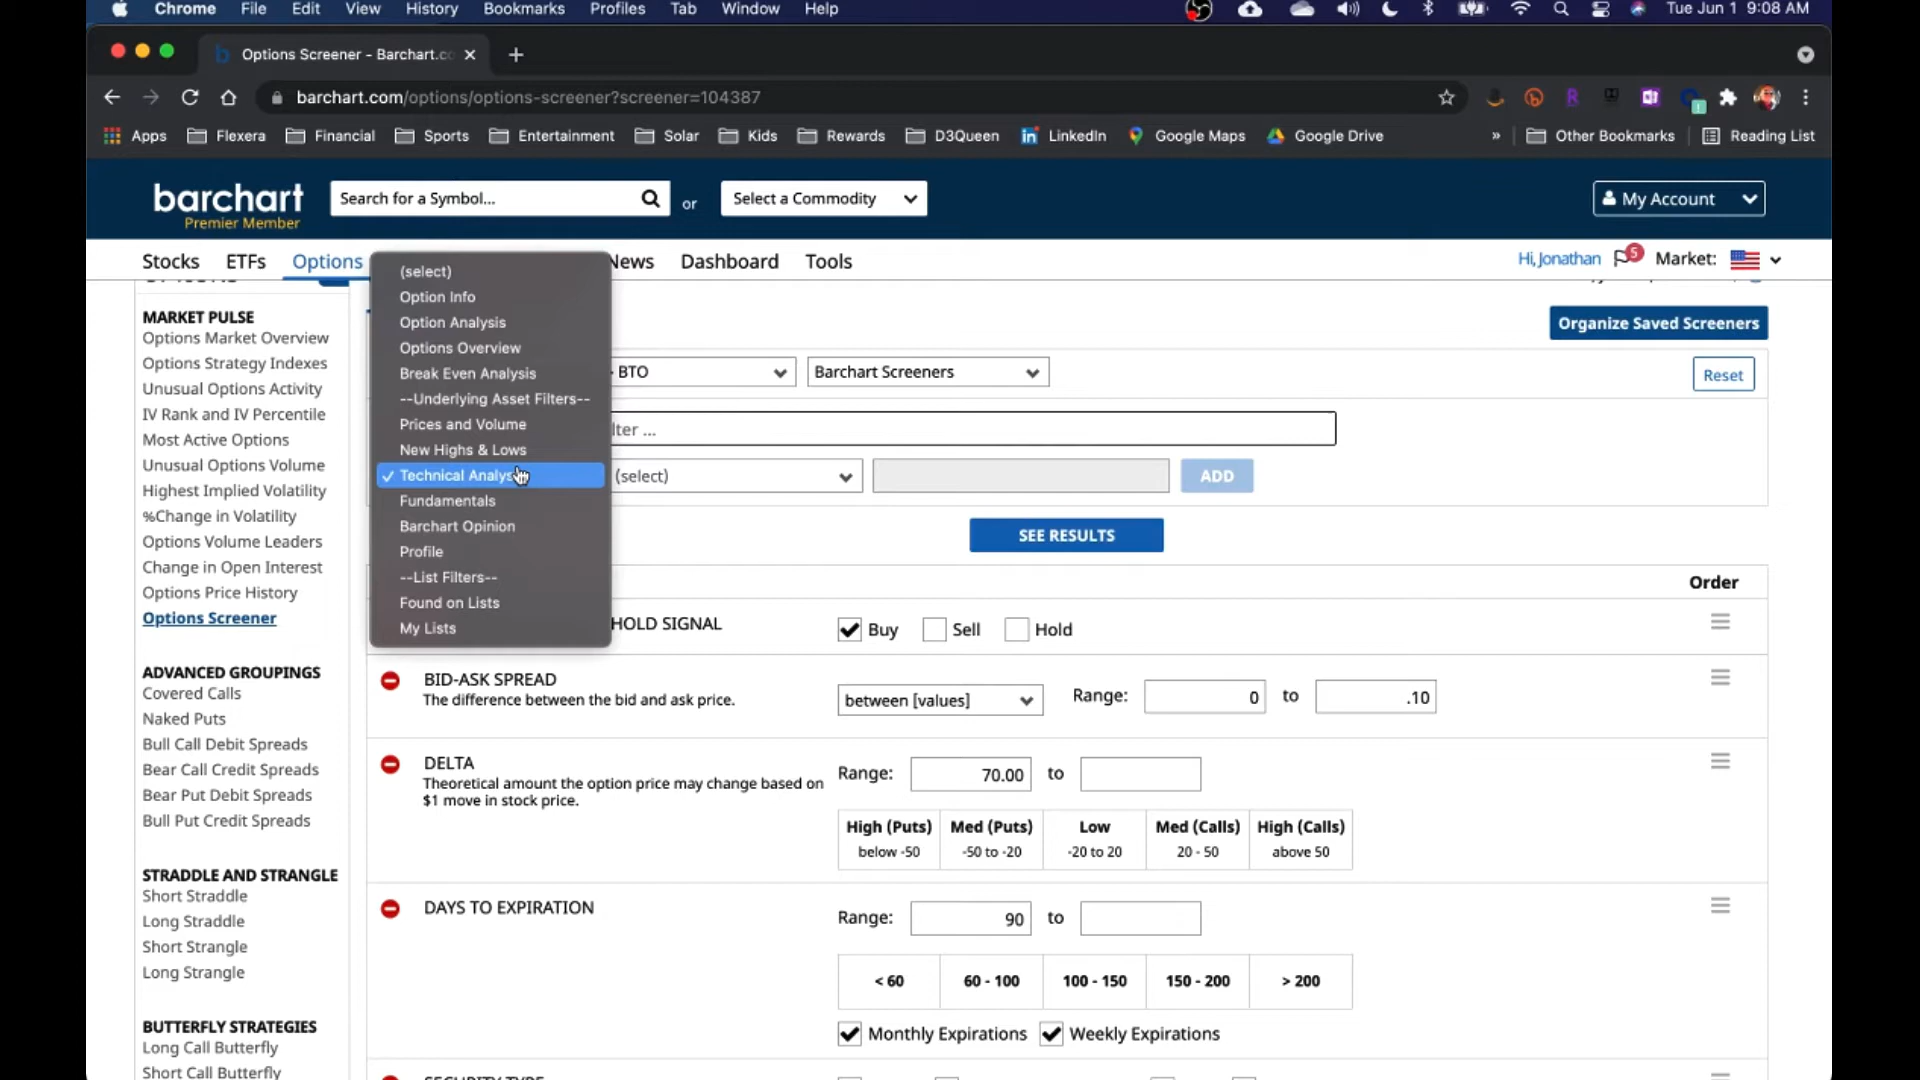 Chrome File Edit View History Bookmarks Profiles Tab Window Help Tue Jun 1 9:08 AM
Options Screener - Barchart.co
barchart.com/options/options-screener?screener=104387
Apps Flexera Financial Sports Entertainment Solar Kids Rewards D3Queen LinkedIn Google Maps Google Drive » Other Bookmarks Reading List
barchart
Premier Member
Search for a Symbol... or Select a Commodity My Account
Stocks ETFs Options News Dashboard Tools Hi, Jonathan 5 Market:
MARKET PULSE
Options Market Overview
Options Strategy Indexes
Unusual Options Activity
IV Rank and IV Percentile
Most Active Options
Unusual Options Volume
Highest Implied Volatility
%Change in Volatility
Options Volume Leaders
Change in Open Interest
Options Price History
Options Screener
ADVANCED GROUPINGS
Covered Calls
Naked Puts
Bull Call Debit Spreads
Bear Call Credit Spreads
Bear Put Debit Spreads
Bull Put Credit Spreads
STRADDLE AND STRANGLE
Short Straddle
Long Straddle
Short Strangle
Long Strangle
BUTTERFLY STRATEGIES
Long Call Butterfly
Short Call Butterfly
(select)
Option Info
Option Analysis
Options Overview
Break Even Analysis
--Underlying Asset Filters--
Prices and Volume
New Highs & Lows
Technical Analys
Fundamentals
Barchart Opinion
Profile
--List Filters--
Found on Lists
My Lists
Organize Saved Screeners
BTO Barchart Screeners Reset
lter ...
(select) ADD
SEE RESULTS
Order
HOLD SIGNAL Buy Sell Hold
BID-ASK SPREAD
The difference between the bid and ask price.
between [values] Range: 0 to .10
DELTA
Theoretical amount the option price may change based on
$1 move in stock price.
Range: 70.00 to
High (Puts) Med (Puts) Low Med (Calls) High (Calls)
below -50 -50 to -20 -20 to 20 20 - 50 above 50
DAYS TO EXPIRATION
Range: 90 to
< 60 60 - 100 100 - 150 150 - 200 > 200
Monthly Expirations Weekly Expirations
SECURITY TYPE